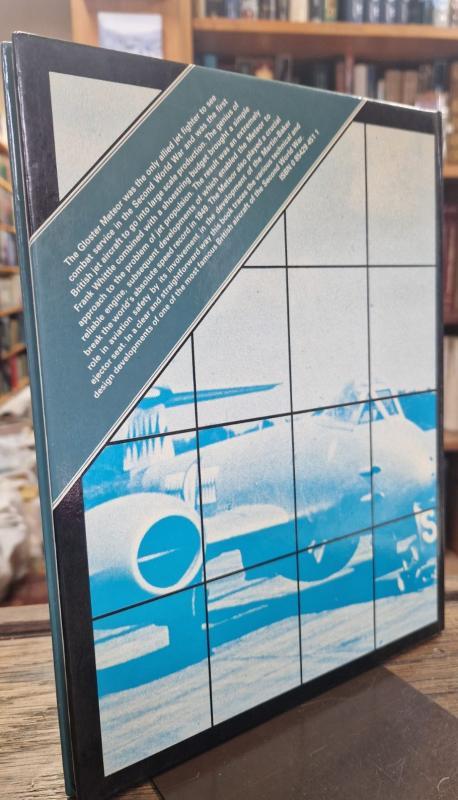 The Gloster Meteor was the only allied jet fighter to see
combat service in the Second World War and was the first
British jet aircraft to go into large scale production. The genius of
Frank Whittle combined with a shoestring budget brought a simple
approach to the problem of jet propulsion. The result was an extremely
reliable engine, subsequent developments of which enabled the Meteor to
break the world's absolute speed record in 1945. The Meteor also played a crucial
role in aviation safety by its involvement in the development of the Martin-Baker
ejector seat. In a clear and straightforward way this book traces the various technical and
design developments of one of the most famous British aircraft of the Second World War.
ISBN 0 85429 451 1
S